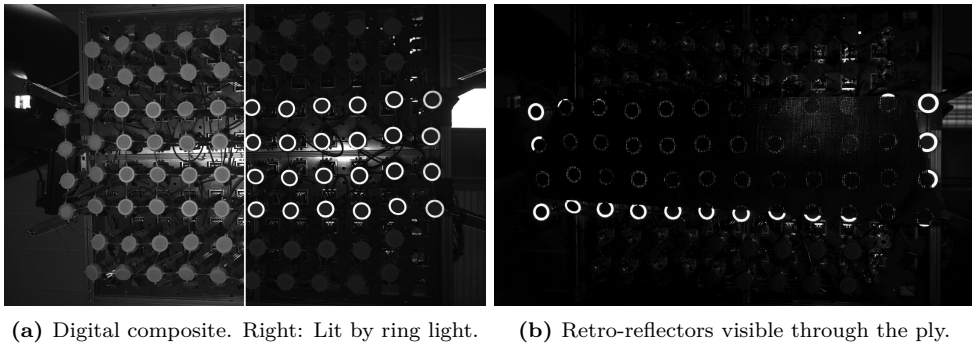 (a) Digital composite. Right: Lit by ring light.
(b) Retro-reflectors visible through the ply.